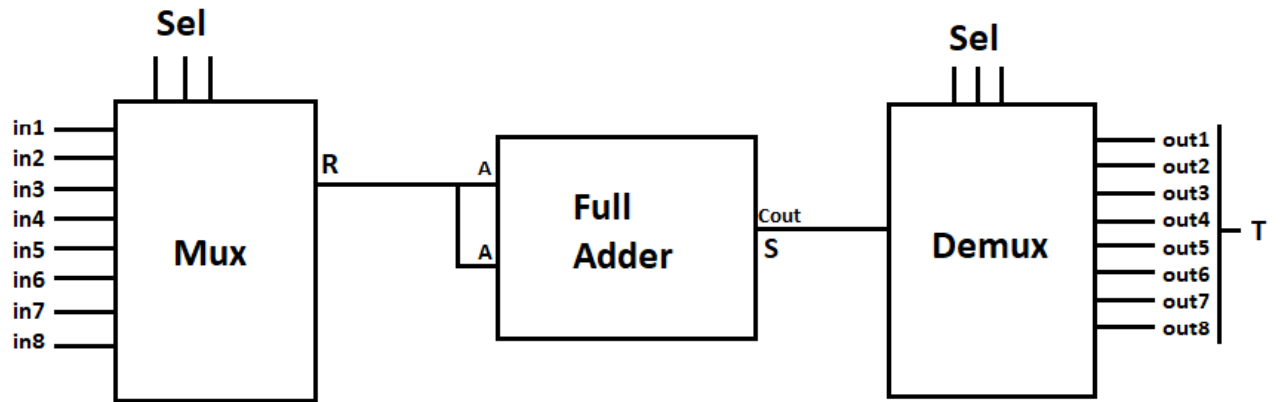 Sel
in1
in2
in3
in4
in5
in6
in7
in8
Mux
R
A
A
Full
Adder
Cout
S
Sel
Demux
out1
out2
out3
out4
out5
out6
out7
out8
T